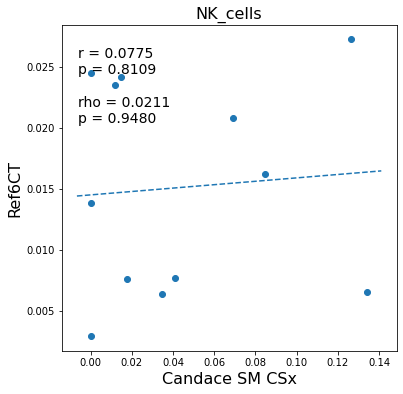 NK_cells
r = 0.0775
p = 0.8109
rho = 0.0211
p = 0.9480
0.025
0.020
0.015
0.010
0.005
Ref6CT
0.00 0.02 0.04 0.06 0.08 0.10 0.12 0.14
Candace SM CSx